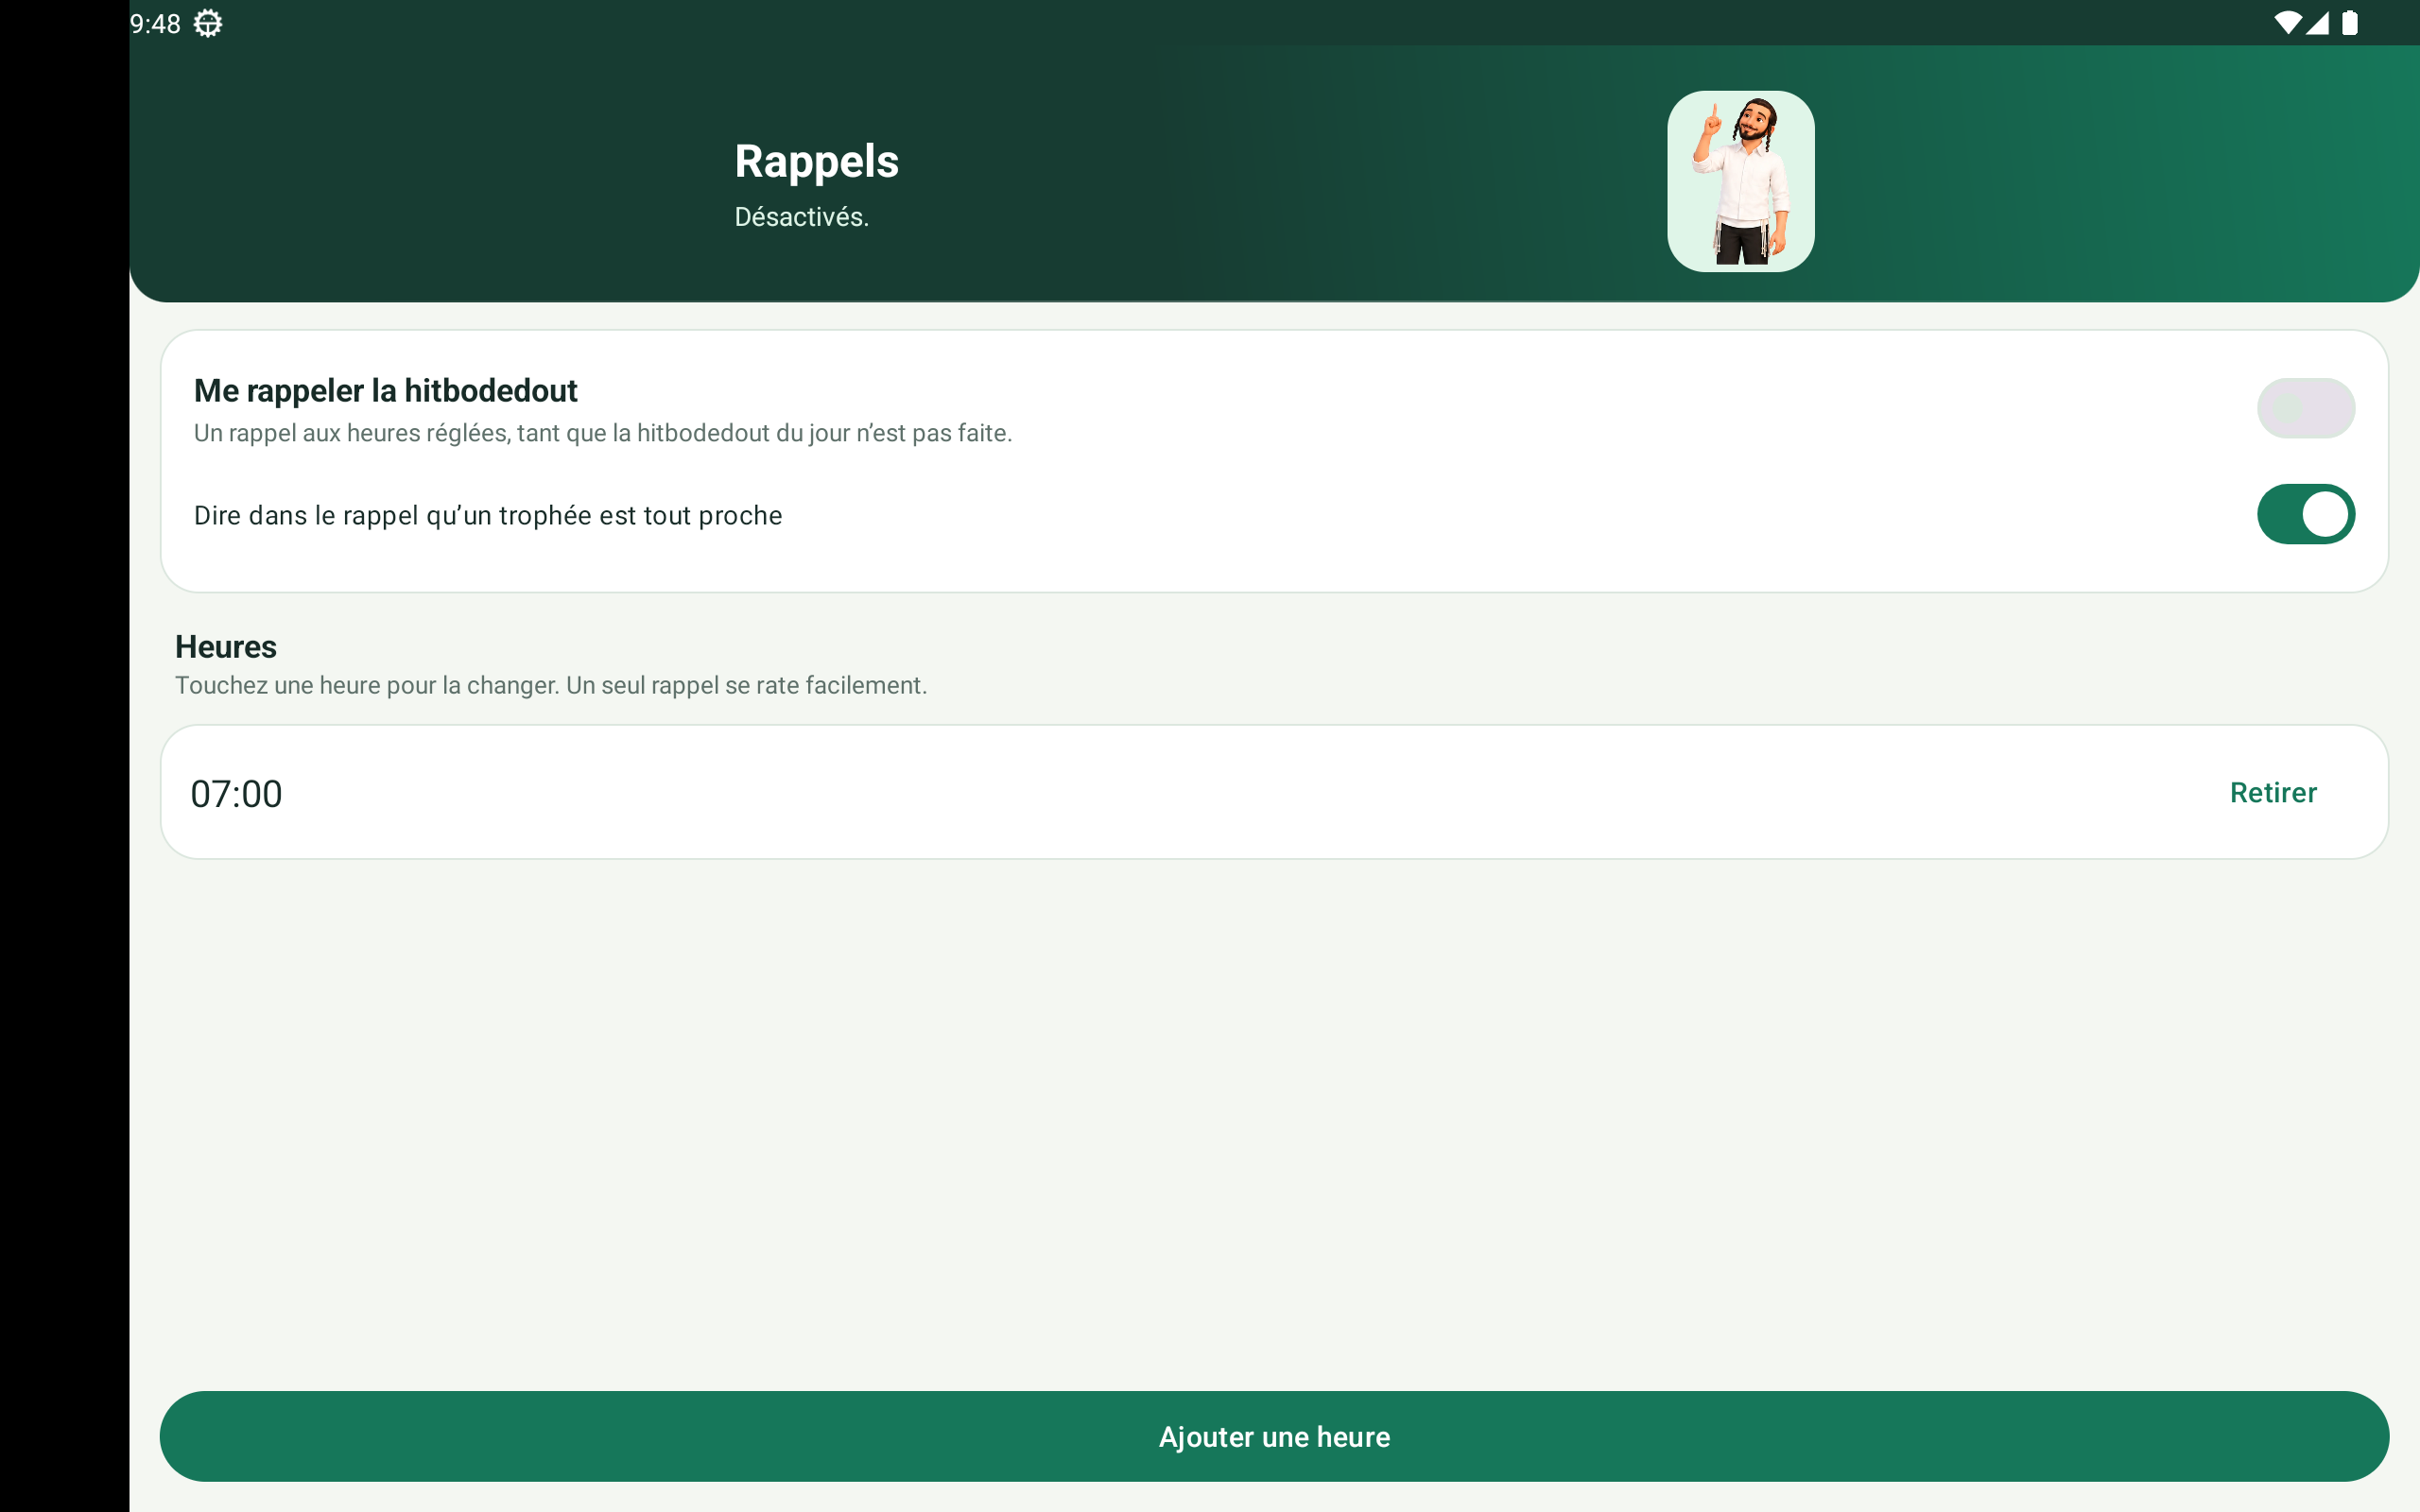 9:48
Rappels
Désactivés.
Me rappeler la hitbodedout
Un rappel aux heures réglées, tant que la hitbodedout du jour n’est pas faite.
Dire dans le rappel qu’un trophée est tout proche
Heures
Touchez une heure pour la changer. Un seul rappel se rate facilement.
07:00
Retirer
Ajouter une heure